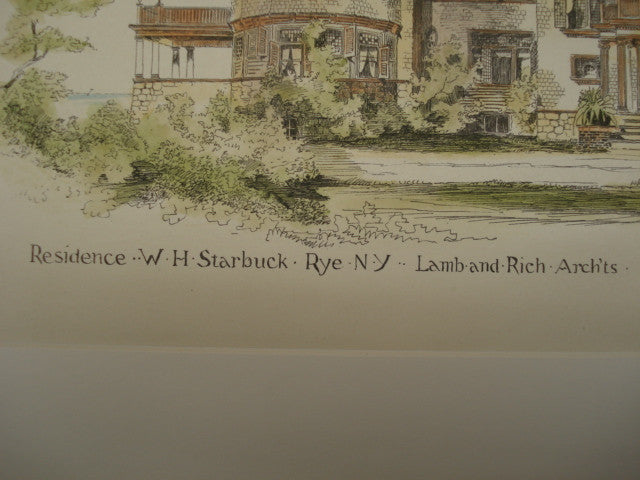 Residence ·· W · H · Starbuck · Rye · N · Y ·· Lamb · and · Rich · Arch'ts ·